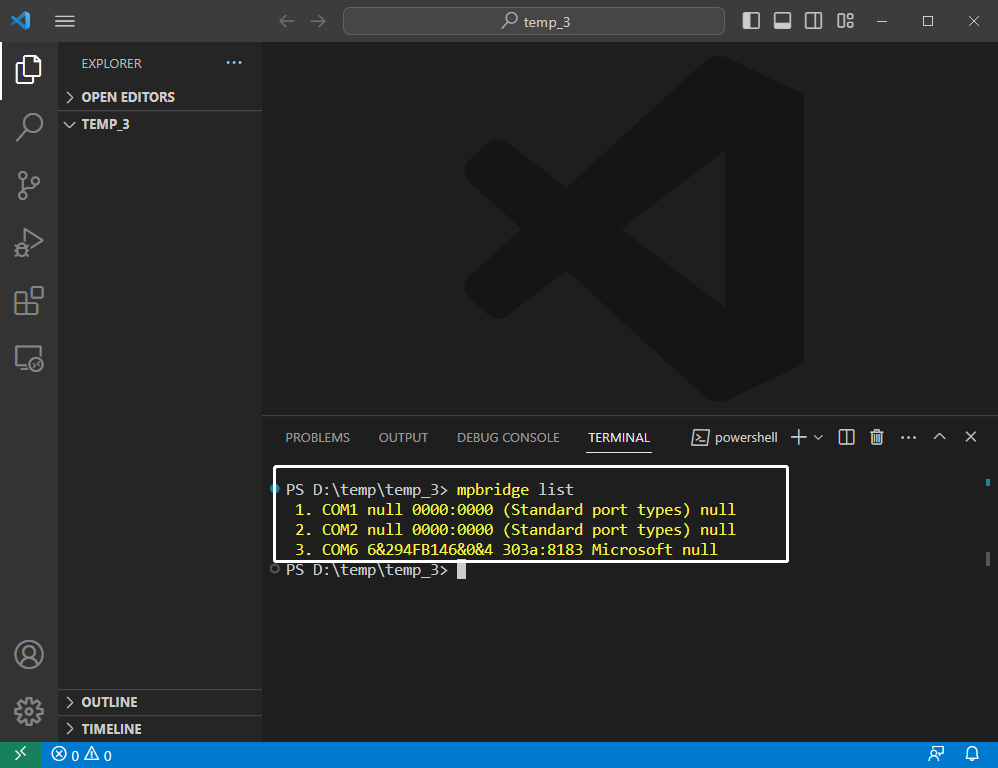 temp_3
EXPLORER
OPEN EDITORS
TEMP_3
PROBLEMS OUTPUT DEBUG CONSOLE TERMINAL powershell
PS D:\temp\temp_3> mpbridge list
1. COM1 null 0000:0000 (Standard port types) null
2. COM2 null 0000:0000 (Standard port types) null
3. COM6 6&294FB146&0&4 303a:8183 Microsoft null
PS D:\temp\temp_3>
OUTLINE
TIMELINE
0 0